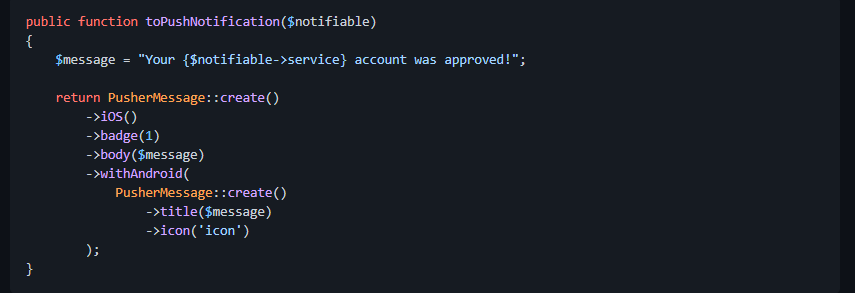 public function toPushNotification($notifiable)
{
    $message = "Your {$notifiable->service} account was approved!";

    return PusherMessage::create()
        ->iOS()
        ->badge(1)
        ->body($message)
        ->withAndroid(
            PusherMessage::create()
                ->title($message)
                ->icon('icon')
        );
}